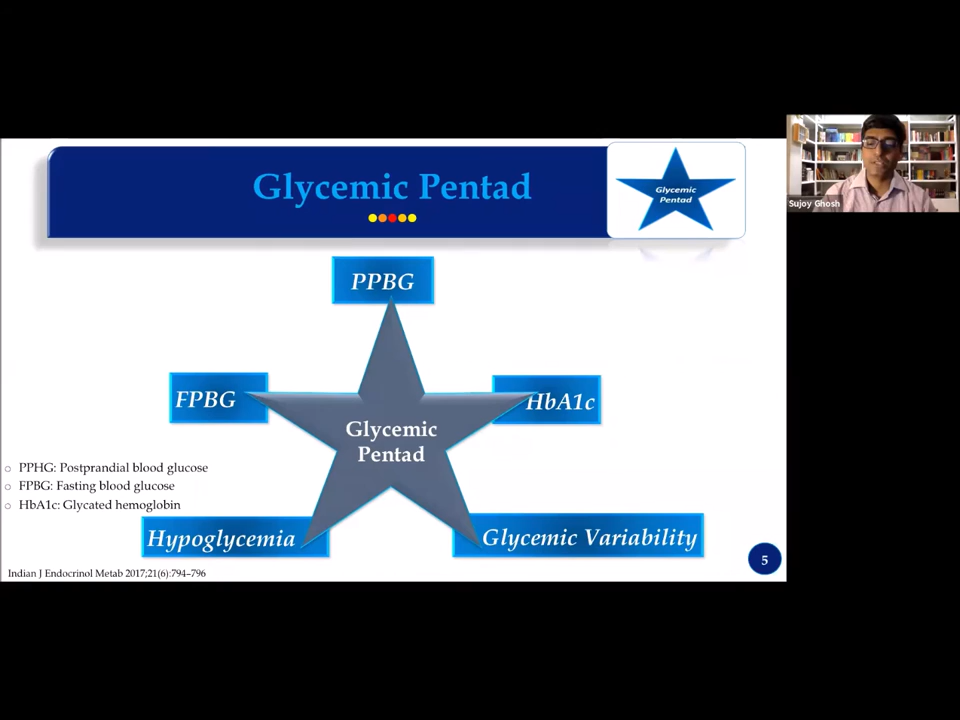 Glycemic Pentad
Glycemic
Pentad
Sujoy Ghosh
PPBG
FPBG
HbA1c
Glycemic
Pentad
PPHG: Postprandial blood glucose
FPBG: Fasting blood glucose
HbA1c: Glycated hemoglobin
Hypoglycemia
Glycemic Variability
5
Indian J Endocrinol Metab 2017;21(6):794–796